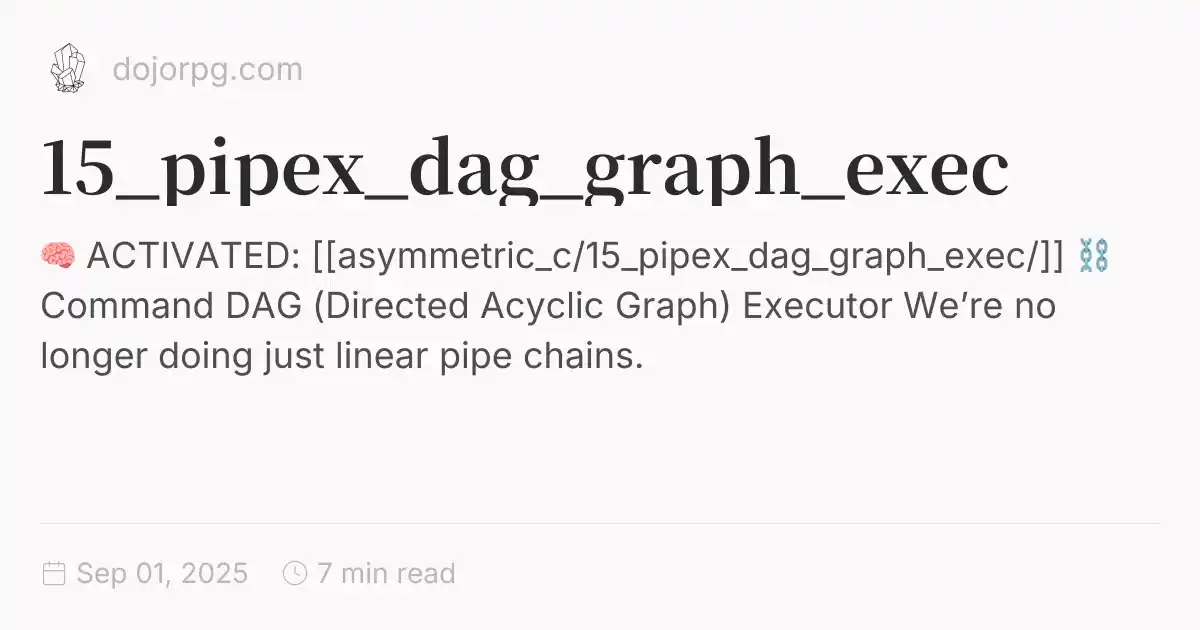 dojorpg.com
15_pipex_dag_graph_exec
🧠 ACTIVATED: [[asymmetric_c/15_pipex_dag_graph_exec/]] ⛓️
Command DAG (Directed Acyclic Graph) Executor We’re no
longer doing just linear pipe chains.
Sep 01, 2025 7 min read